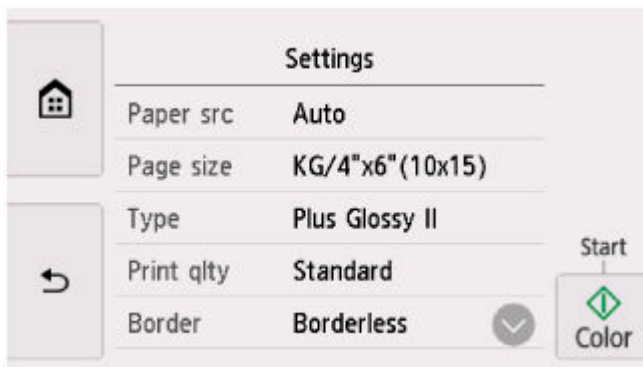 Settings
Paper src Auto
Page size KG/4"x6"(10x15)
Type Plus Glossy II
Print qlty Standard
Border Borderless
Start
Color